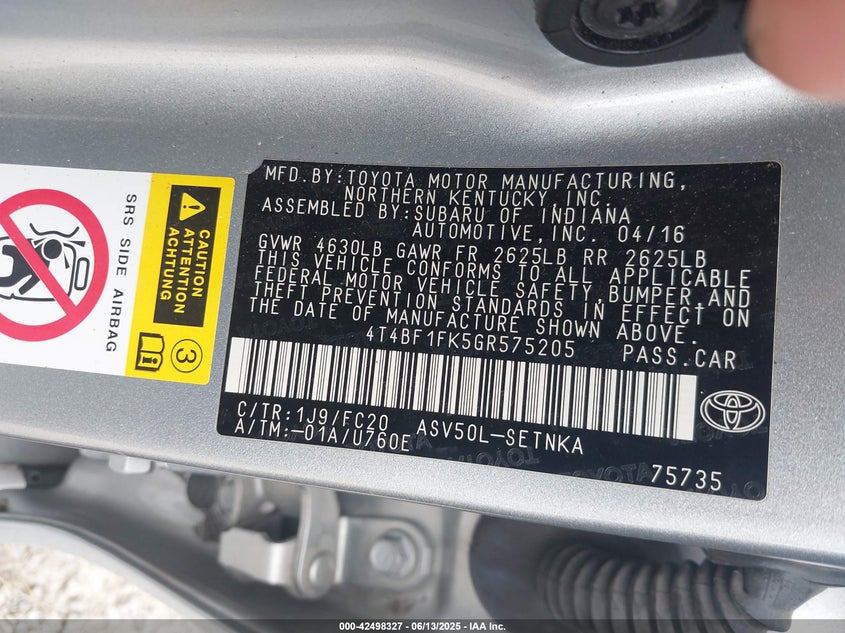 MFD.BY:TOYOTA MOTOR MANUFACTURING,
NORTHERN KENTUCKY,INC.
ASSEMBLED BY:SUBARU OF INDIANA
AUTOMOTIVE,INC. 04/16
GVWR 4630LB GAWR FR 2625LB RR 2625LB
THIS VEHICLE CONFORMS TO ALL APPLICABLE
FEDERAL MOTOR VEHICLE SAFETY,BUMPER,AND
THEFT PREVENTION STANDARDS IN EFFECT ON
THE DATE OF MANUFACTURE SHOWN ABOVE.
4T4BF1FK5GR575205 PASS.CAR
C/TR:1J9/FC20 ASV50L-SETNKA
A/TM:-01A/U760E
75735
SRS SIDE AIRBAG
CAUTION
ATTENTION
ACHTUNG
3
000-42498327 - 06/13/2025 - IAA Inc.